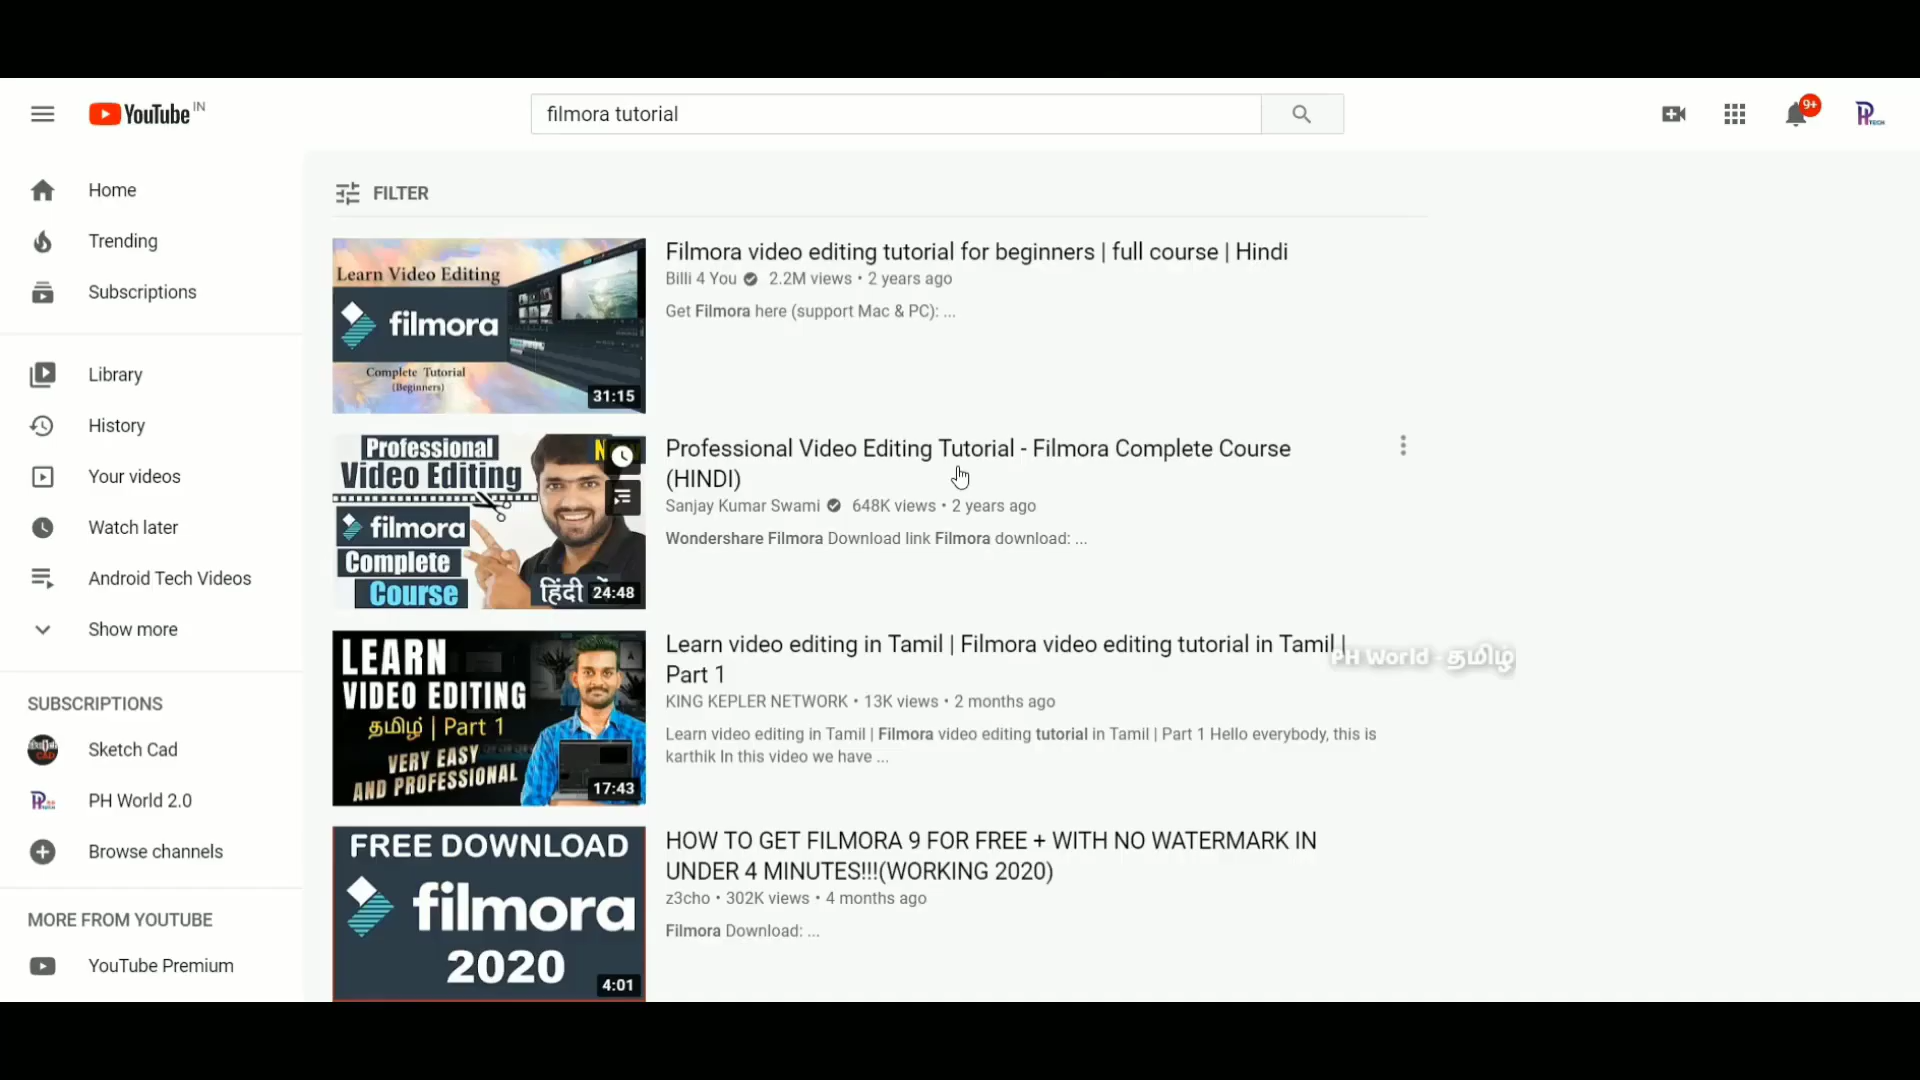 YouTube IN
filmora tutorial
9+
Home
Trending
Subscriptions
Library
History
Your videos
Watch later
Android Tech Videos
Show more
SUBSCRIPTIONS
Sketch Cad
PH World 2.0
Browse channels
MORE FROM YOUTUBE
YouTube Premium
FILTER
Learn Video Editing
filmora
Complete Tutorial
(Beginners)
31:15
Filmora video editing tutorial for beginners | full course | Hindi
Billi 4 You 2.2M views • 2 years ago
Get Filmora here (support Mac & PC): ...
Professional
Video Editing
filmora
Complete
Course
हिंदी में
24:48
Professional Video Editing Tutorial - Filmora Complete Course
(HINDI)
Sanjay Kumar Swami 648K views • 2 years ago
Wondershare Filmora Download link Filmora download: ...
LEARN
VIDEO EDITING
தமிழ் | Part 1
VERY EASY
AND PROFESSIONAL
17:43
Learn video editing in Tamil | Filmora video editing tutorial in Tamil |
Part 1
KING KEPLER NETWORK • 13K views • 2 months ago
Learn video editing in Tamil | Filmora video editing tutorial in Tamil | Part 1 Hello everybody, this is
karthik In this video we have ...
PH World - தமிழ்
FREE DOWNLOAD
filmora
2020
4:01
HOW TO GET FILMORA 9 FOR FREE + WITH NO WATERMARK IN
UNDER 4 MINUTES!!!(WORKING 2020)
z3cho • 302K views • 4 months ago
Filmora Download: ...